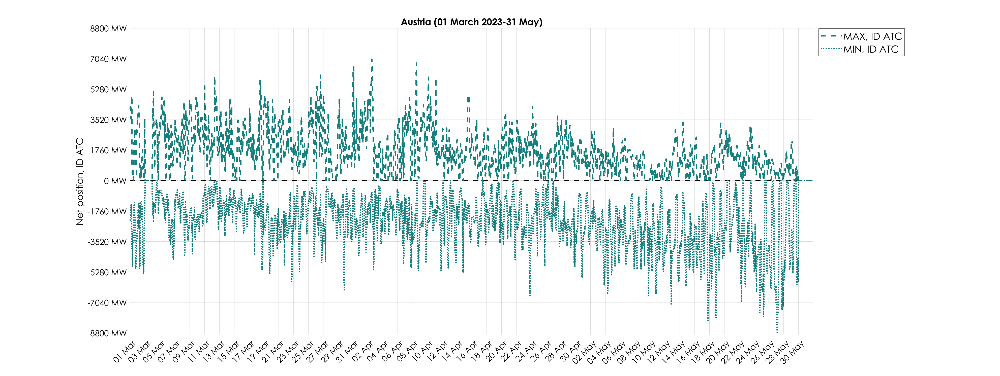 Austria (01 March 2023-31 May)
8800 MW
7040 MW
5280 MW
3520 MW
1760 MW
0 MW
-1760 MW
-3520 MW
-5280 MW
-7040 MW
-8800 MW
Net position, ID ATC
MAX, ID ATC
MIN, ID ATC
01 Mar
03 Mar
05 Mar
07 Mar
09 Mar
11 Mar
13 Mar
15 Mar
17 Mar
19 Mar
21 Mar
23 Mar
25 Mar
27 Mar
29 Mar
31 Mar
02 Apr
04 Apr
06 Apr
08 Apr
10 Apr
12 Apr
14 Apr
16 Apr
18 Apr
20 Apr
22 Apr
24 Apr
26 Apr
28 Apr
30 Apr
02 May
04 May
06 May
08 May
10 May
12 May
14 May
16 May
18 May
20 May
22 May
24 May
26 May
28 May
30 May